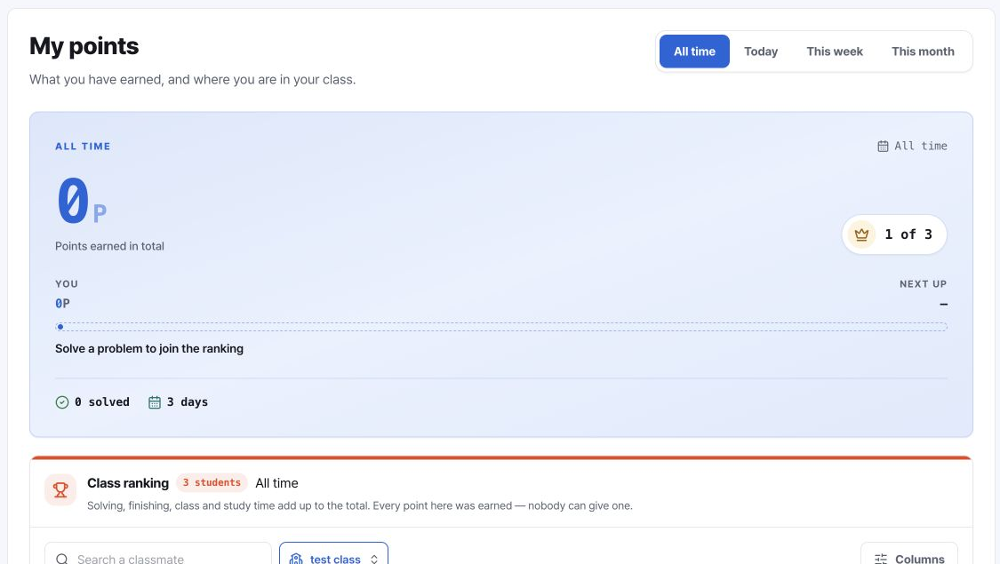 My points
All time
Today
This week
This month
What you have earned, and where you are in your class.
ALL TIME
All time
0P
1 of 3
Points earned in total
YOU
NEXT UP
0P
—
Solve a problem to join the ranking
0 solved
3 days
Class ranking
3 students
All time
Solving, finishing, class and study time add up to the total. Every point here was earned — nobody can give one.
Search a classmate
test class
Columns